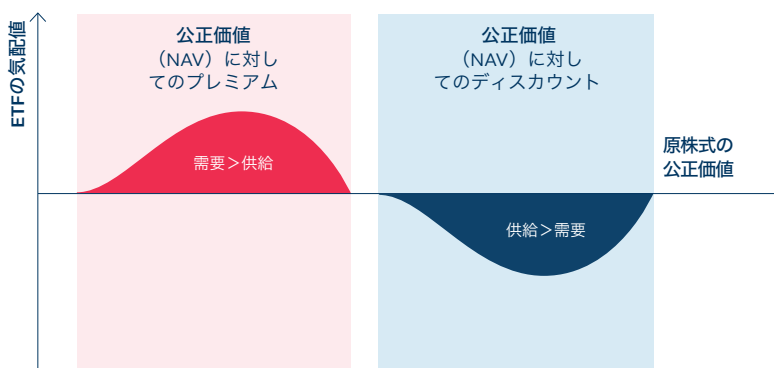 ETFの気配値
公正価値
（NAV）に対し
てのプレミアム
需要＞供給
公正価値
（NAV）に対し
てのディスカウント
供給＞需要
原株式の
公正価値